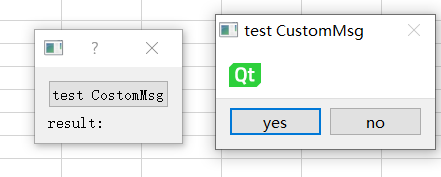 ?
test CostomMsg
result:
test CustomMsg
Qt
yes
no